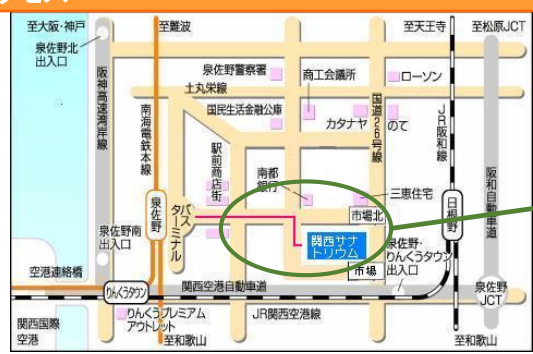 至大阪・神戸
至難波
至天王寺
至松原JCT
泉佐野北
出入口
泉佐野警察署
商工会議所
ローソン
土丸栄線
阪神高速湾岸線
南海電鉄本線
国民生活金融公庫
カタナヤ
国道26号線
のて
JR阪和線
駅前商店街
南都
銀行
三恵住宅
阪和自動車道
泉佐野
バス
ターミナル
市場北
日根野
泉佐野南
出入口
関西サナ
トリウム
泉佐野・
りんくうタウン
出入口
市場
空港連絡橋
りんくうタウン
関西空港自動車道
泉佐野
JCT
りんくうプレミアム
アウトレット
JR関西空港線
関西国際
空港
至和歌山
至和歌山